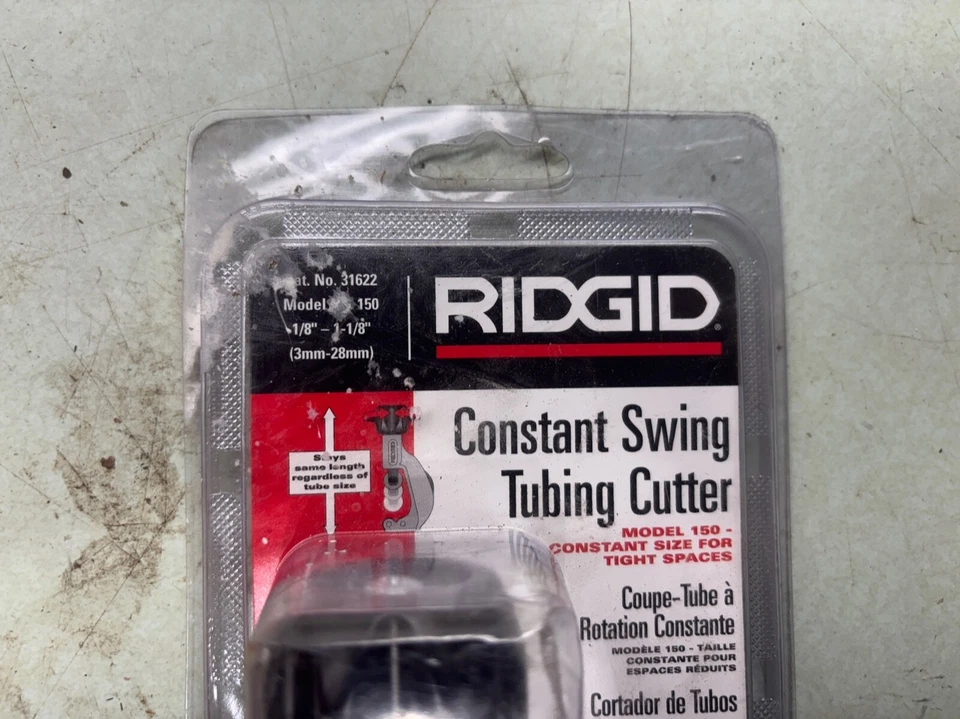 Cat. No. 31622
Model 150
1/8" – 1-1/8"
(3mm-28mm)
RIDGID
Stays
same length
regardless of
tube size
Constant Swing
Tubing Cutter
MODEL 150 -
CONSTANT SIZE FOR
TIGHT SPACES
Coupe-Tube à
Rotation Constante
MODÈLE 150 - TAILLE
CONSTANTE POUR
ESPACES RÉDUITS
Cortador de Tubos